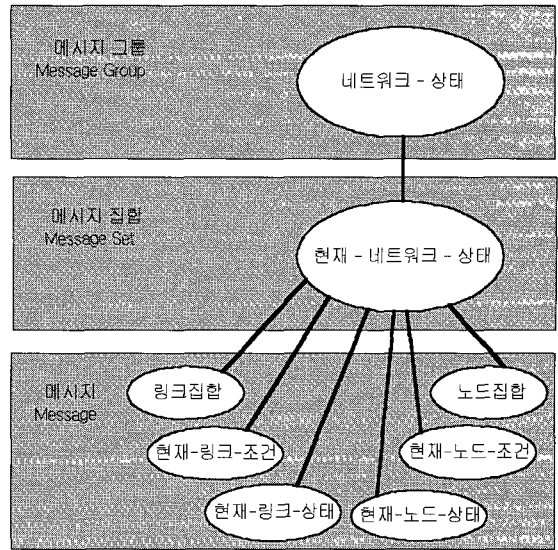 메시지 그룹
Message Group
네트워크 - 상태
메시지 집합
Message Set
현재 - 네트워크 - 상태
메시지
Message
링크집합
노드집합
현재-링크-조건
현재-노드-조건
현재-링크-상태
현재-노드-상태